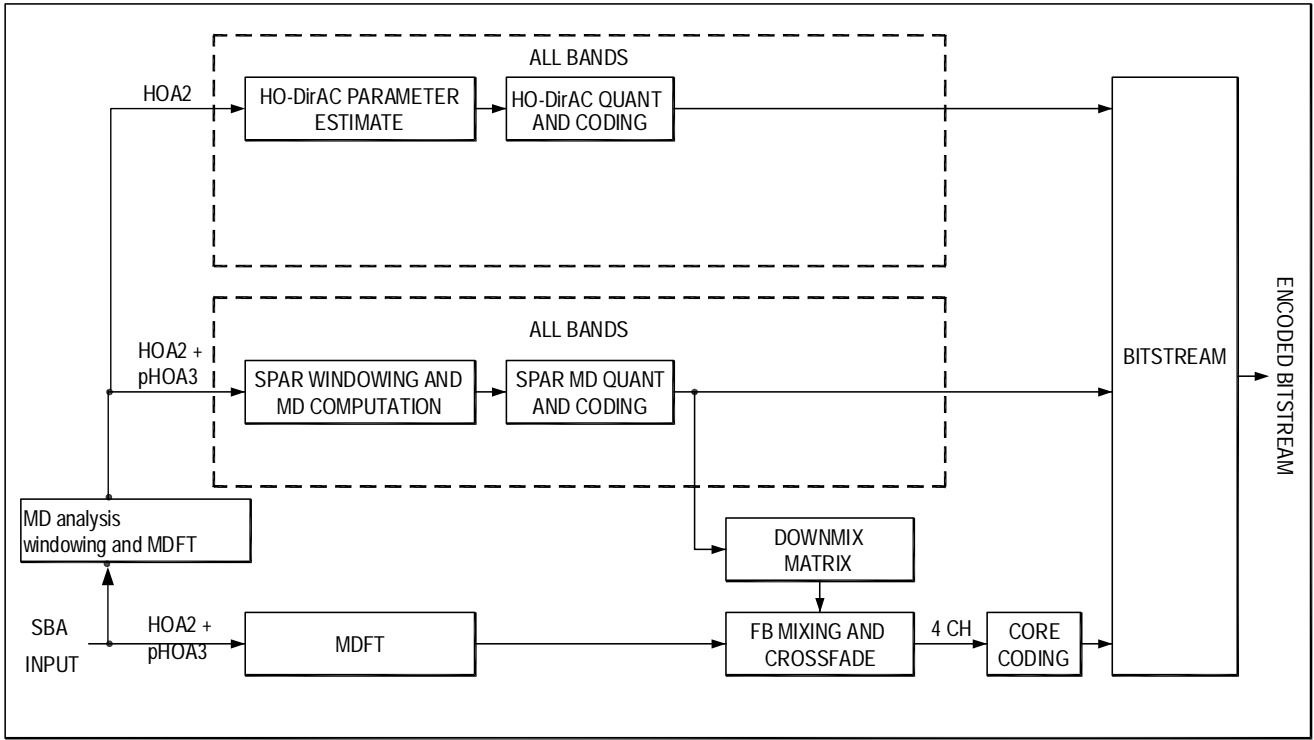 ALL BANDS
HOA2
HO-DirAC PARAMETER
ESTIMATE
HO-DirAC QUANT
AND CODING
ALL BANDS
HOA2 +
pHOA3
SPAR WINDOWING AND
MD COMPUTATION
SPAR MD QUANT
AND CODING
BITSTREAM
ENCODED BITSTREAM
MD analysis
windowing and MDFT
DOWNMIX
MATRIX
SBA
INPUT
HOA2 +
pHOA3
MDFT
FB MIXING AND
CROSSFADE
4 CH
CORE
CODING